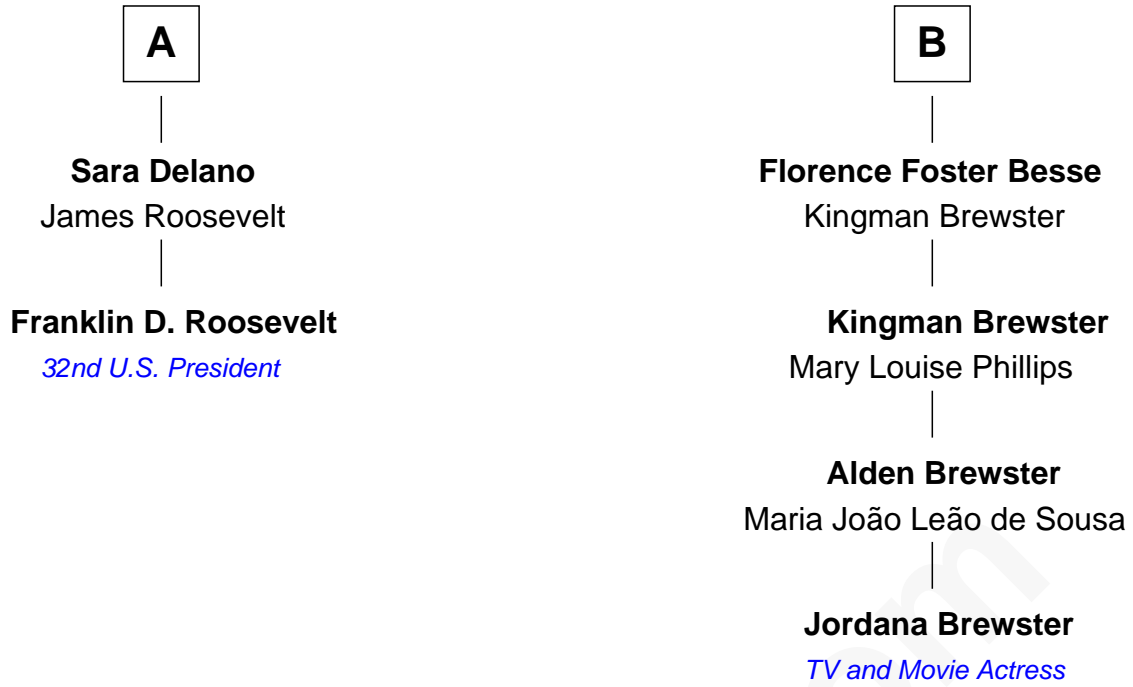 A
Sara Delano
James Roosevelt
Franklin D. Roosevelt
32nd U.S. President
B
Florence Foster Besse
Kingman Brewster
Kingman Brewster
Mary Louise Phillips
Alden Brewster
Maria João Leão de Sousa
Jordana Brewster
TV and Movie Actress